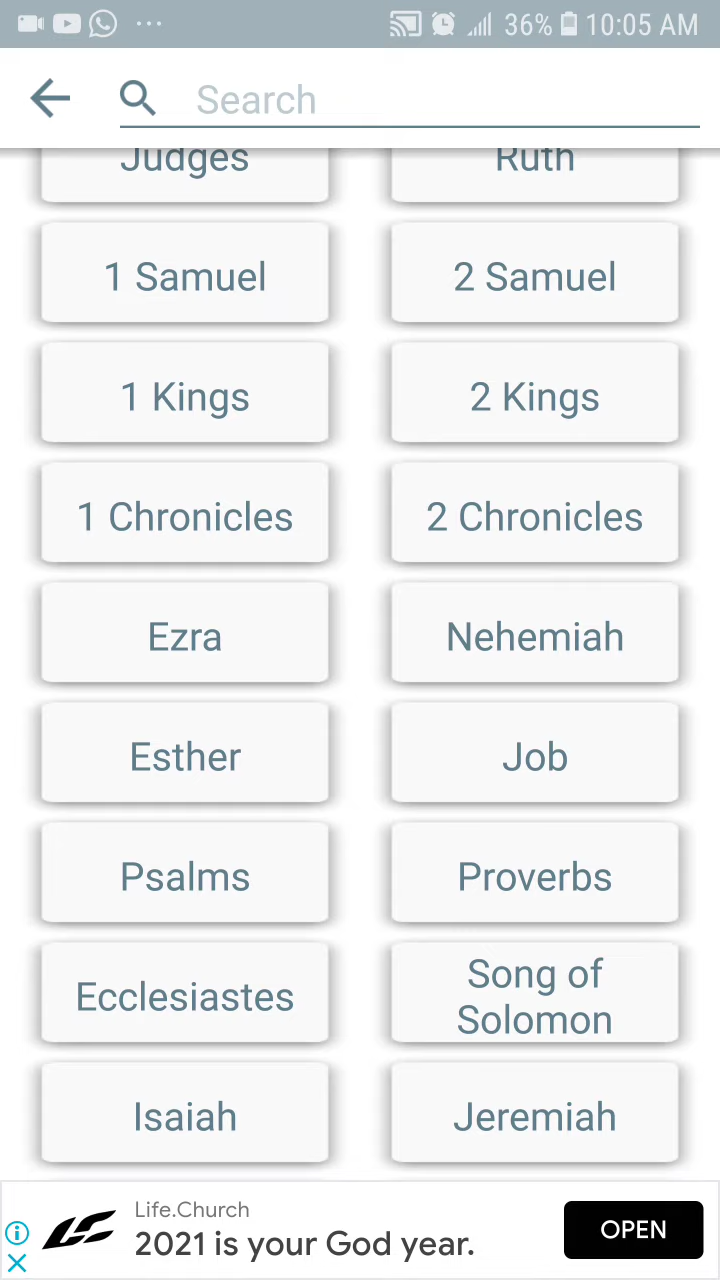 36% 10:05 AM
Search
Judges Ruth
1 Samuel 2 Samuel
1 Kings 2 Kings
1 Chronicles 2 Chronicles
Ezra Nehemiah
Esther Job
Psalms Proverbs
Ecclesiastes Song of
Solomon
Isaiah Jeremiah
Life.Church
2021 is your God year.
OPEN